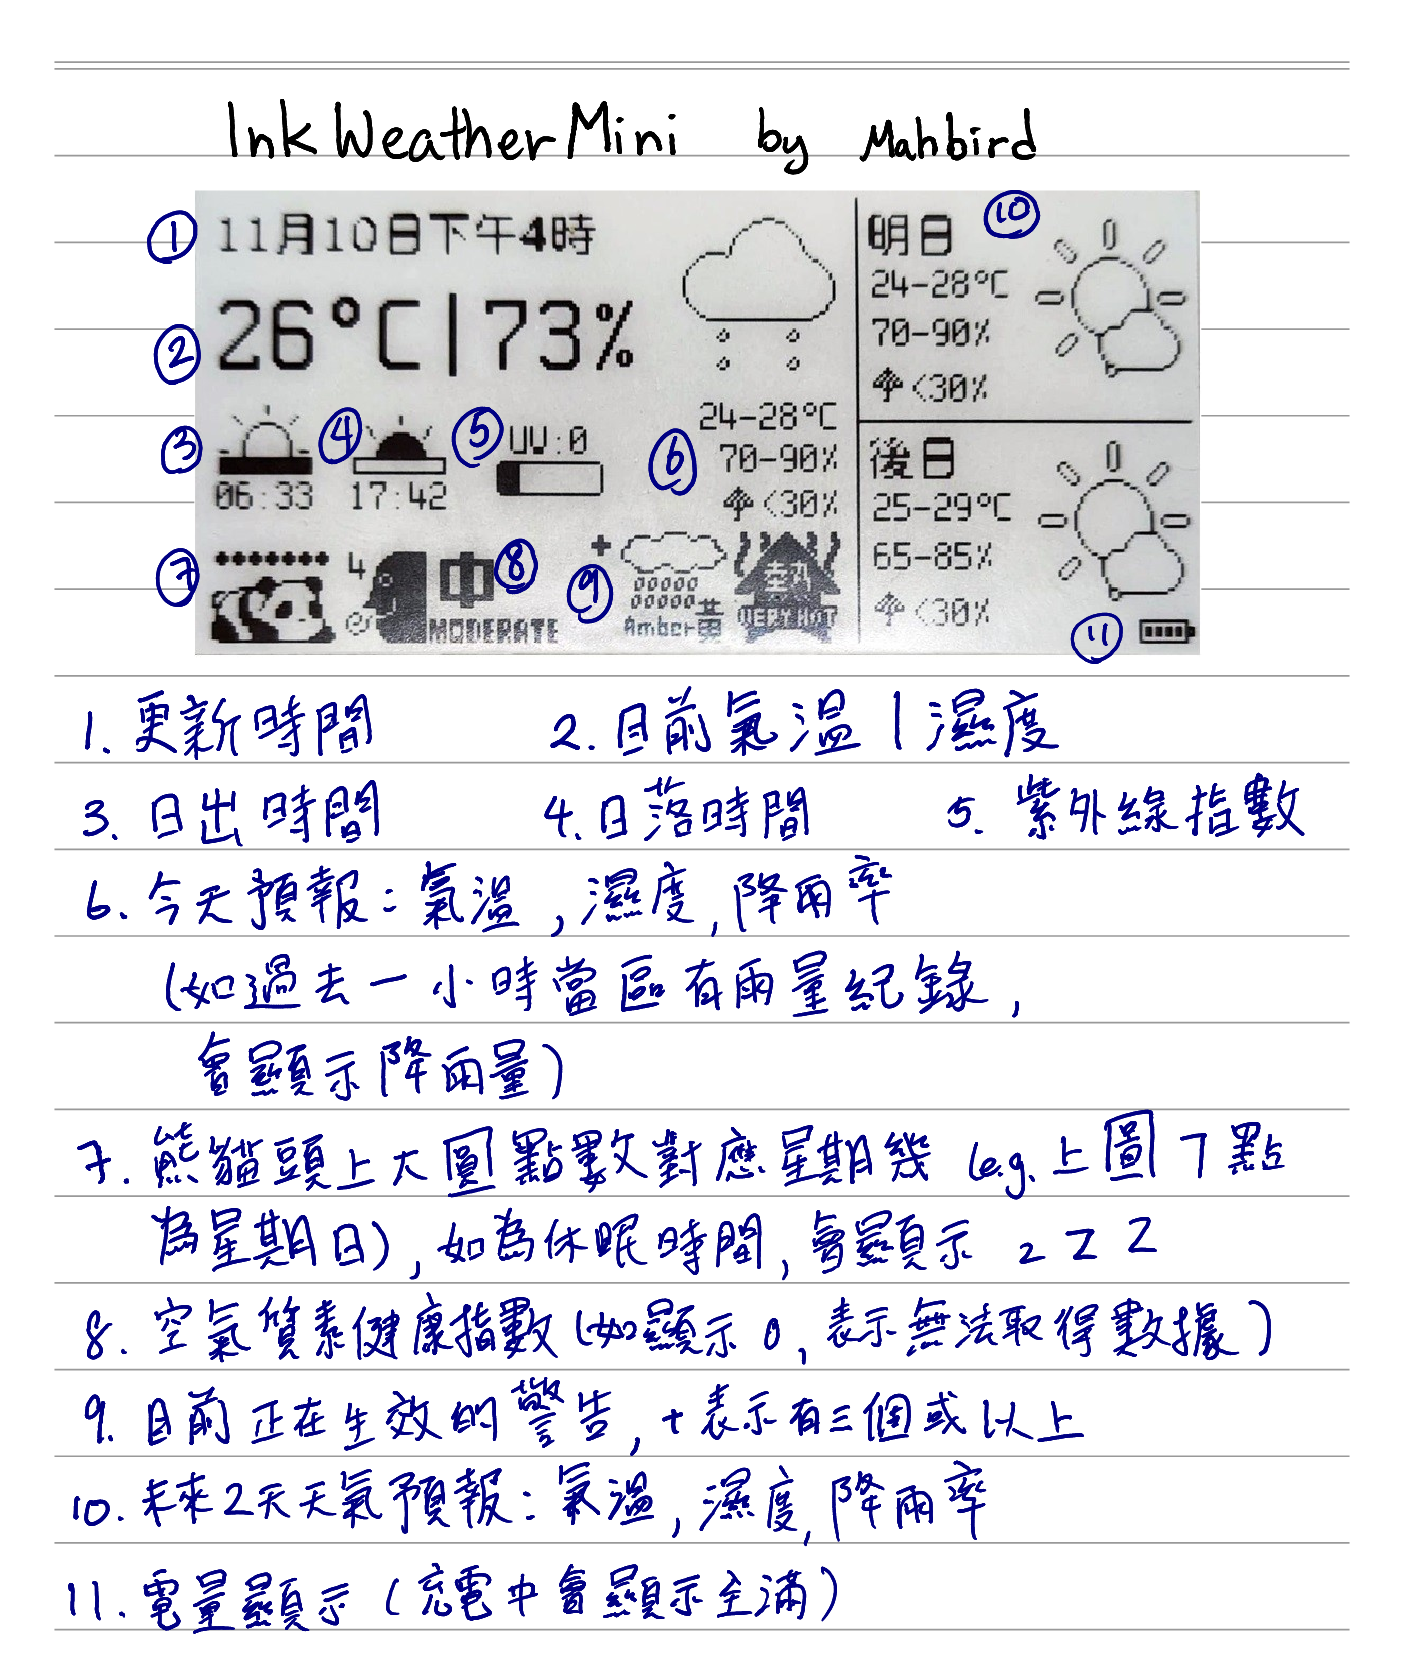 InkWeatherMini by Mahbird
① 11月10日下午4時
② 26°C|73%
③ 06:33
④ 17:42
⑤ UV:0
⑥ 24-28°C
70-90%
<30%
⑦
4 中 ⑧
MODERATE
⑨ +
Amber黃
熱
VERY HOT
明日 ⑩
24-28°C
70-90%
<30%
後日
25-29°C
65-85%
<30%
⑪
1. 更新時間 2. 目前氣溫 | 濕度
3. 日出時間 4. 日落時間 5. 紫外線指數
6. 今天預報：氣溫, 濕度, 降雨率
(如過去一小時當區有雨量紀錄,
會顯示降雨量)
7. 熊貓頭上大圓點數對應星期幾 (e.g. 上圖7點
為星期日), 如為休眠時間, 會顯示 z Z Z
8. 空氣質素健康指數 (如顯示0, 表示無法取得數據)
9. 目前正在生效的警告, +表示有三個或以上
10. 未來2天天氣預報：氣溫, 濕度, 降雨率
11. 電量顯示 (充電中會顯示全滿)